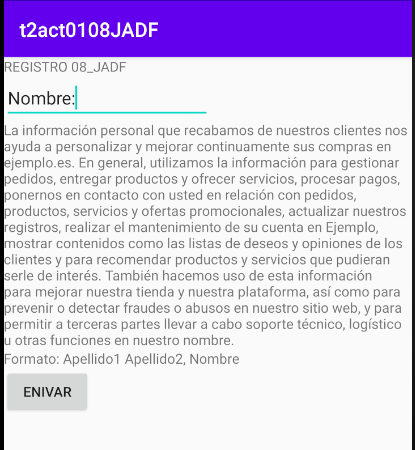 t2act0108JADF
REGISTRO 08_JADF
Nombre:
La información personal que recabamos de nuestros clientes nos
ayuda a personalizar y mejorar continuamente sus compras en
ejemplo.es. En general, utilizamos la información para gestionar
pedidos, entregar productos y ofrecer servicios, procesar pagos,
ponernos en contacto con usted en relación con pedidos,
productos, servicios y ofertas promocionales, actualizar nuestros
registros, realizar el mantenimiento de su cuenta en Ejemplo,
mostrar contenidos como las listas de deseos y opiniones de los
clientes y para recomendar productos y servicios que pudieran
serle de interés. También hacemos uso de esta información
para mejorar nuestra tienda y nuestra plataforma, así como para
prevenir o detectar fraudes o abusos en nuestro sitio web, y para
permitir a terceras partes llevar a cabo soporte técnico, logístico
u otras funciones en nuestro nombre.
Formato: Apellido1 Apellido2, Nombre
ENIVAR